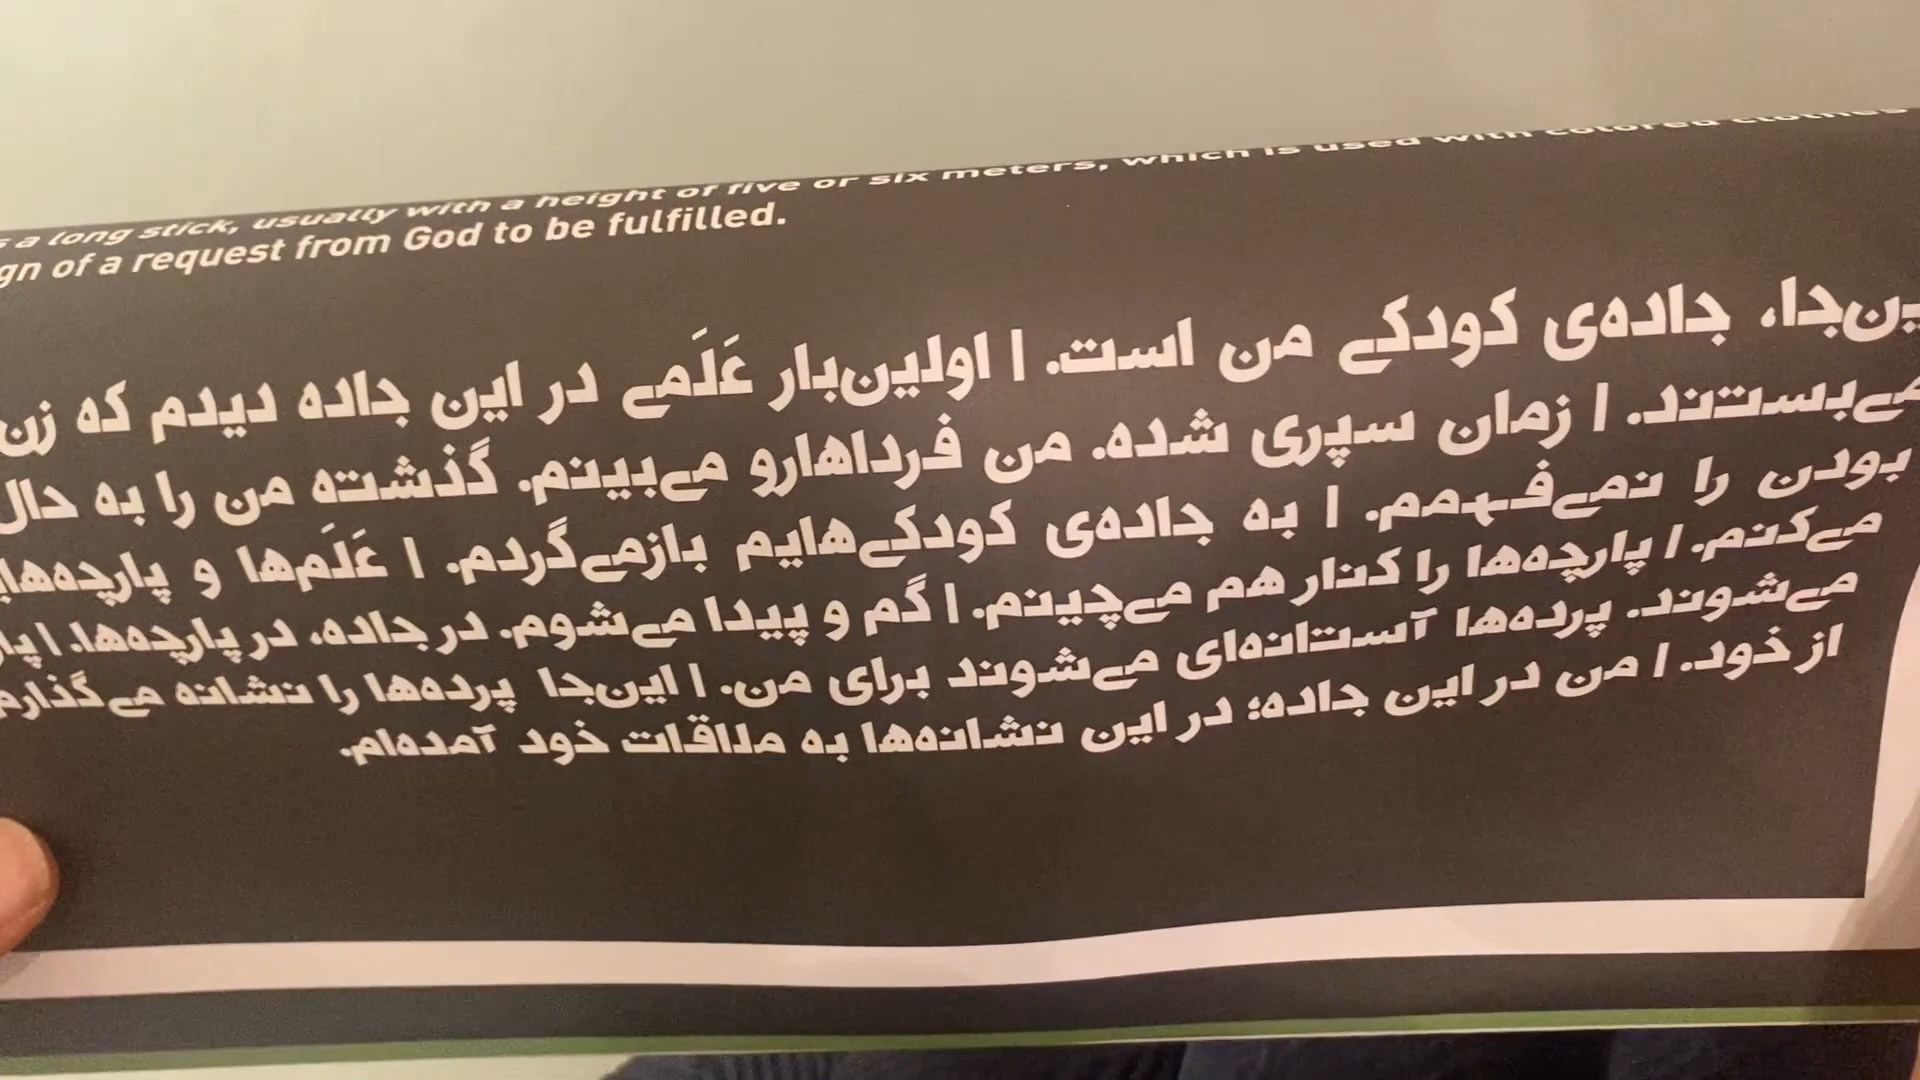 a long stick, usually with a height of five or six meters, which is used with colored clothes
of a request from God to be fulfilled.
جاده‌ی کودکی من است. | اولین‌بار عَلَمی در این جاده دیدم که زن
می‌بستند. | زمان سپری شده. من فرداهارو می‌بینم. گذشته من را به حال
بودن را نمی‌فهمم. | به جاده‌ی کودکی‌هایم بازمی‌گردم. | عَلَم‌ها و پارچه‌ها
می‌کنم. | پارچه‌ها را کنار هم می‌چینم. | گم و پیدا می‌شوم. در جاده، در پارچه‌ها. |
می‌شوند. پرده‌ها آستانه‌ای می‌شوند برای من. | این‌جا پرده‌ها را نشانه می‌گذارم
از خود. | من در این جاده؛ در این نشانه‌ها به ملاقات خود آمده‌ام.